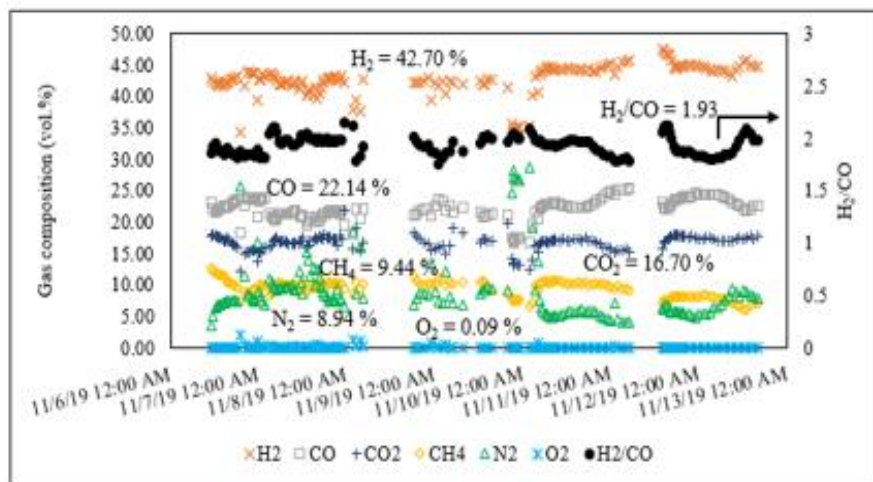 50.00
45.00
40.00
35.00
30.00
25.00
20.00
15.00
10.00
5.00
0.00
Gas composition (vol.%)
3
2.5
2
1.5
1
0.5
0
H2/CO
H₂ = 42.70 %
H₂/CO = 1.93
CO = 22.14 %
CH₄ = 9.44 %
CO₂ = 16.70 %
N₂ = 8.94 %
O₂ = 0.09 %
11/6/19 12:00 AM
11/7/19 12:00 AM
11/8/19 12:00 AM
11/9/19 12:00 AM
11/10/19 12:00 AM
11/11/19 12:00 AM
11/12/19 12:00 AM
11/13/19 12:00 AM
H2 CO CO2 CH4 N2 O2 H2/CO